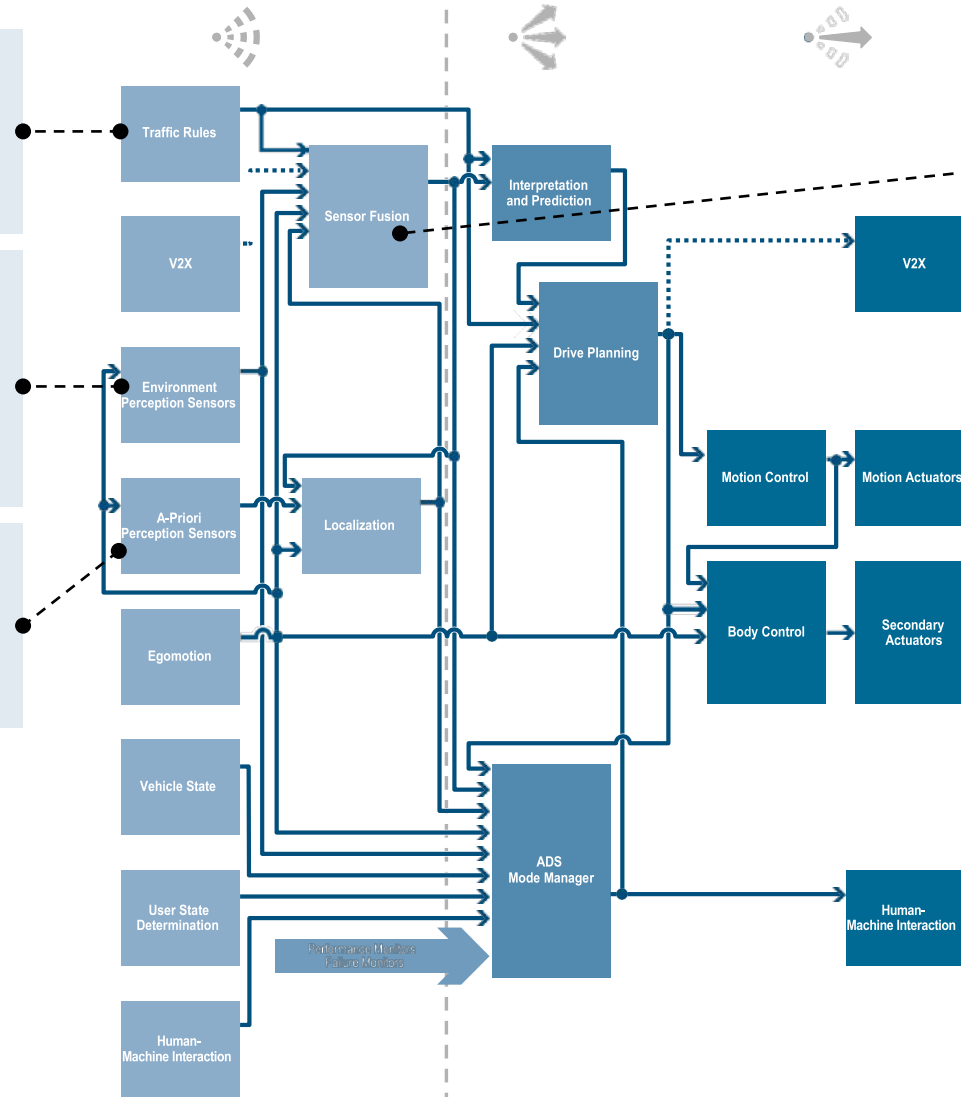 Traffic Rules
V2X
Environment
Perception Sensors
A-Priori
Perception Sensors
Egomotion
Vehicle State
User State
Determination
Human-
Machine Interaction
Sensor Fusion
Localization
Performance Monitors
Failure Monitors
Interpretation
and Prediction
Drive Planning
ADS
Mode Manager
V2X
Motion Control
Motion Actuators
Body Control
Secondary
Actuators
Human-
Machine Interaction